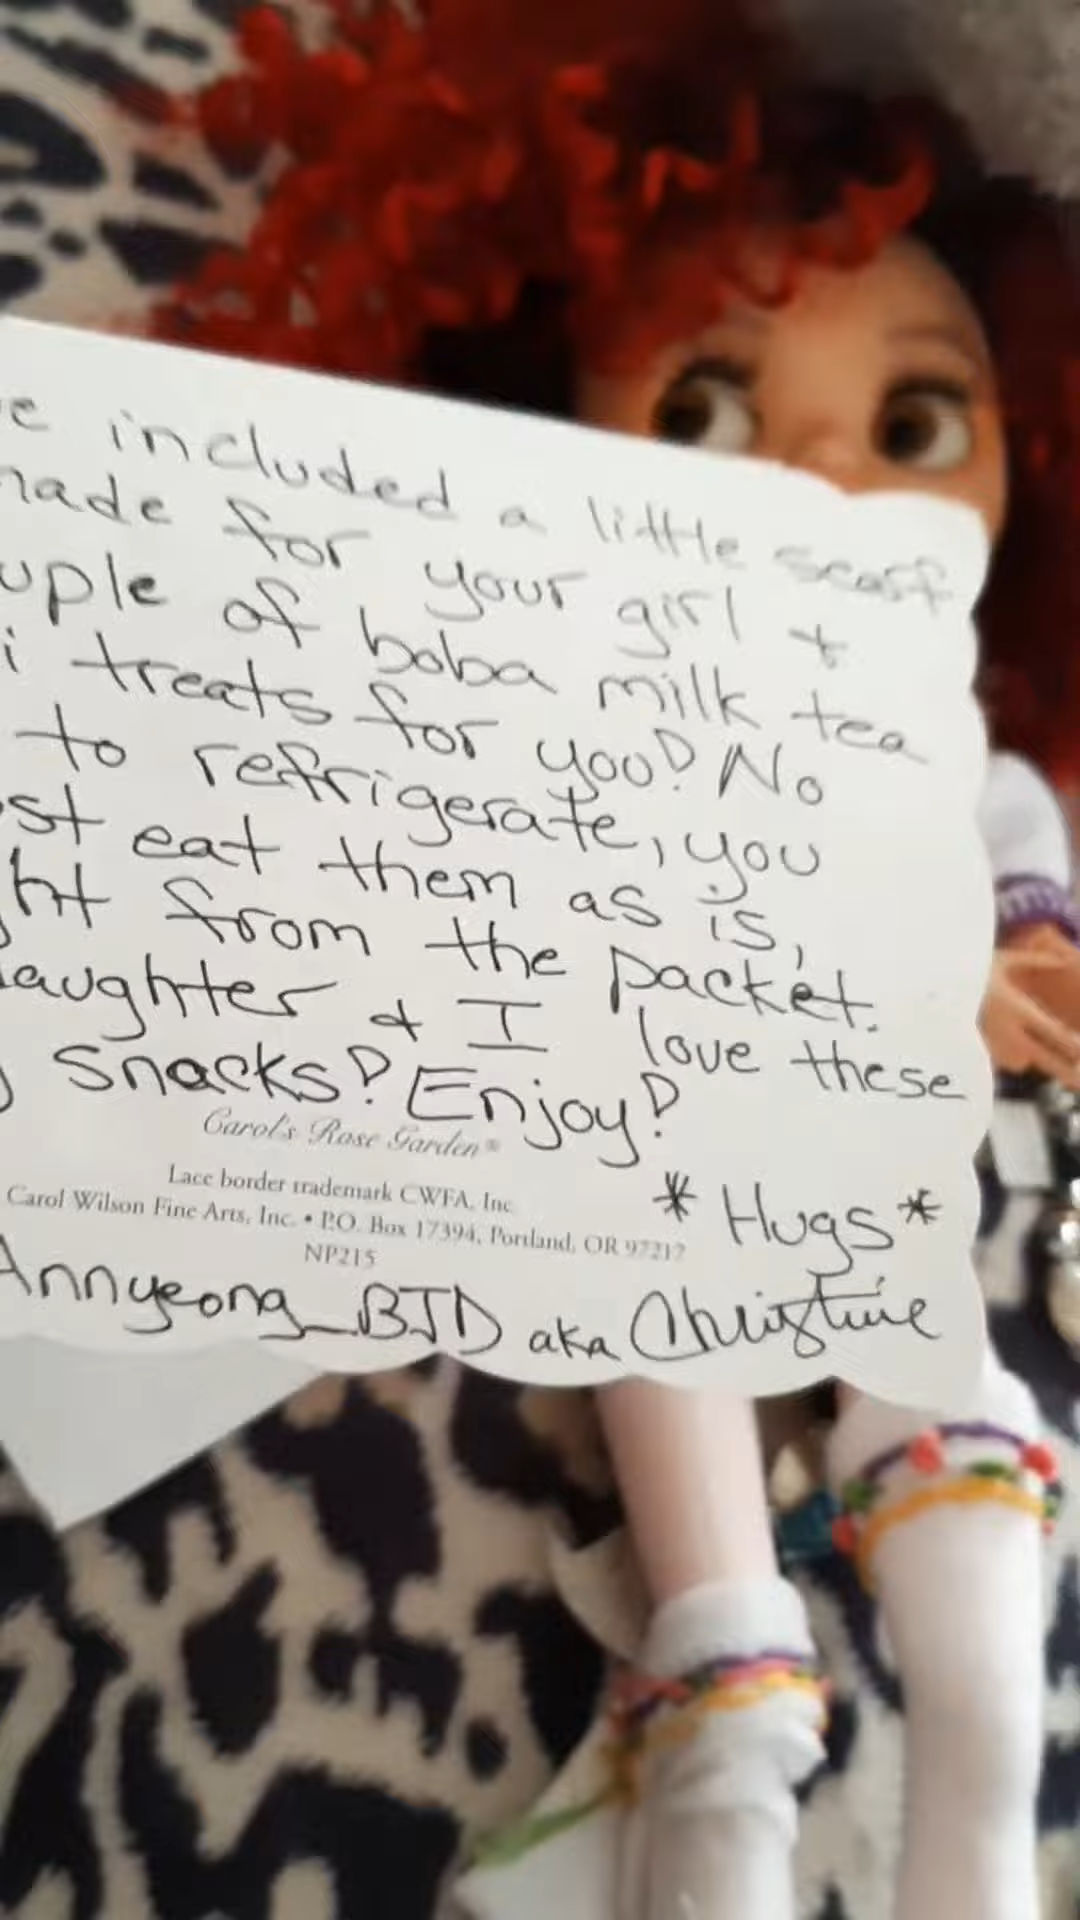 e included a little scarf
nade for your girl +
uple of boba milk tea
i treats for you! No
to refrigerate, you
st eat them as is,
ht from the packet.
aughter + I love these
snacks! Enjoy!
Carol's Rose Garden®
Lace border trademark CWFA, Inc.
Carol Wilson Fine Arts, Inc. • P.O. Box 17394, Portland, OR 97217
NP215
*Hugs*
Annyeong_BJD aka Christine